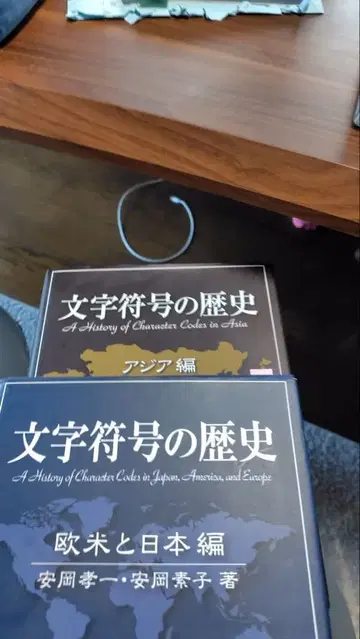 文字符号の歴史
A History of Character Codes in Asia
アジア編
文字符号の歴史
A History of Character Codes in Japan, America, and Europe
欧米と日本編
安岡孝一・安岡素子 著